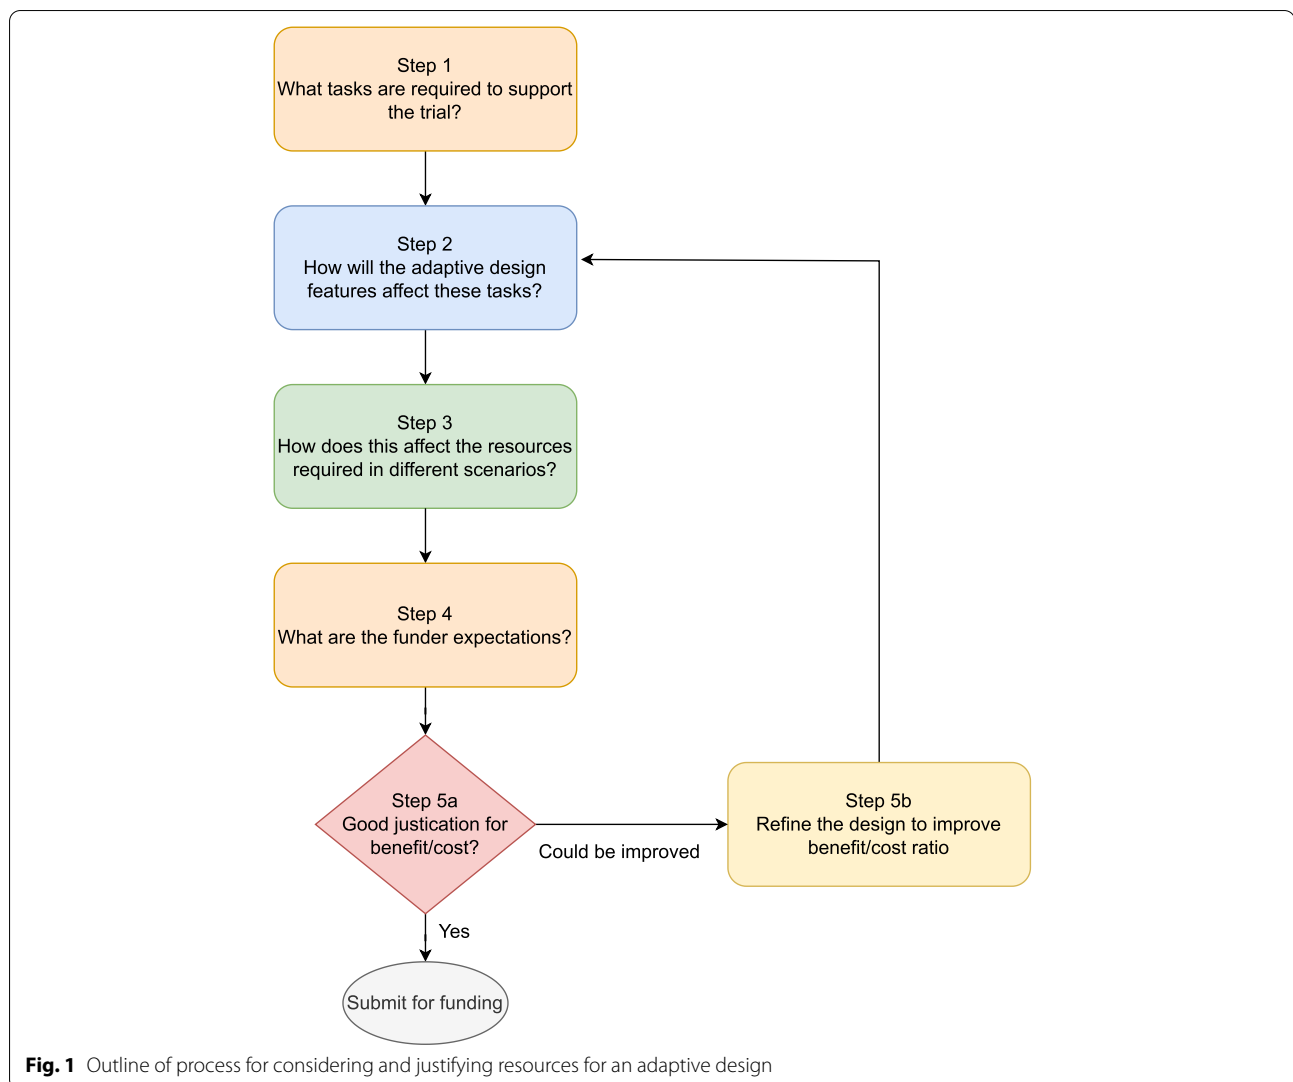 Step 1
What tasks are required to support
the trial?
Step 2
How will the adaptive design
features affect these tasks?
Step 3
How does this affect the resources
required in different scenarios?
Step 4
What are the funder expectations?
Step 5a
Good justication for
benefit/cost?
Could be improved
Step 5b
Refine the design to improve
benefit/cost ratio
Yes
Submit for funding
Fig. 1 Outline of process for considering and justifying resources for an adaptive design